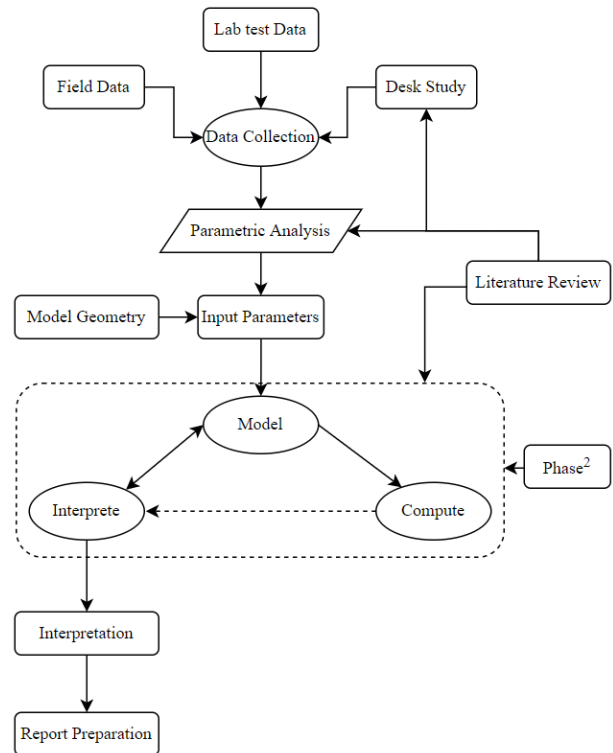 Lab test Data
Field Data
Desk Study
Data Collection
Parametric Analysis
Literature Review
Model Geometry
Input Parameters
Model
Phase²
Interprete
Compute
Interpretation
Report Preparation